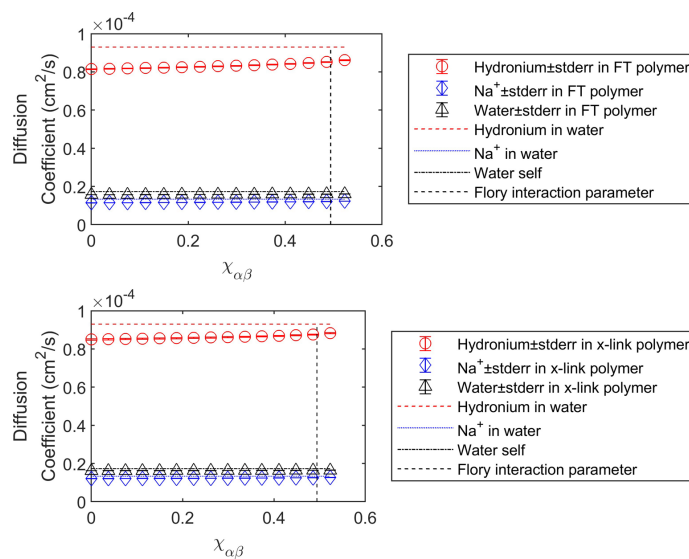 ×10⁻⁴
1
0.8
0.6
0.4
0.2
0
0 0.2 0.4 0.6
Diffusion
Coefficient (cm²/s)
χαβ
Hydronium±stderr in FT polymer
Na⁺±stderr in FT polymer
Water±stderr in FT polymer
Hydronium in water
Na⁺ in water
Water self
Flory interaction parameter
×10⁻⁴
1
0.8
0.6
0.4
0.2
0
0 0.2 0.4 0.6
Diffusion
Coefficient (cm²/s)
χαβ
Hydronium±stderr in x-link polymer
Na⁺±stderr in x-link polymer
Water±stderr in x-link polymer
Hydronium in water
Na⁺ in water
Water self
Flory interaction parameter